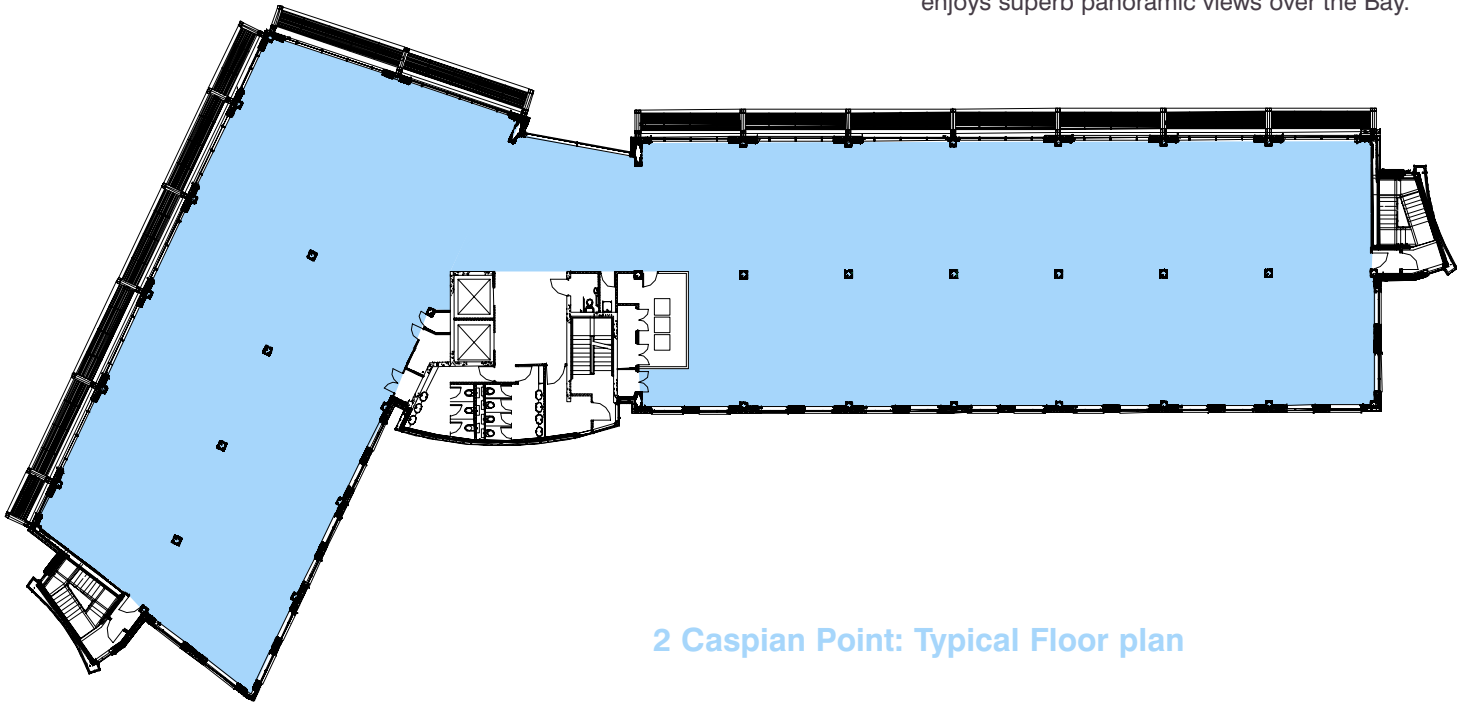 enjoys superb panoramic views over the Bay.
2 Caspian Point: Typical Floor plan